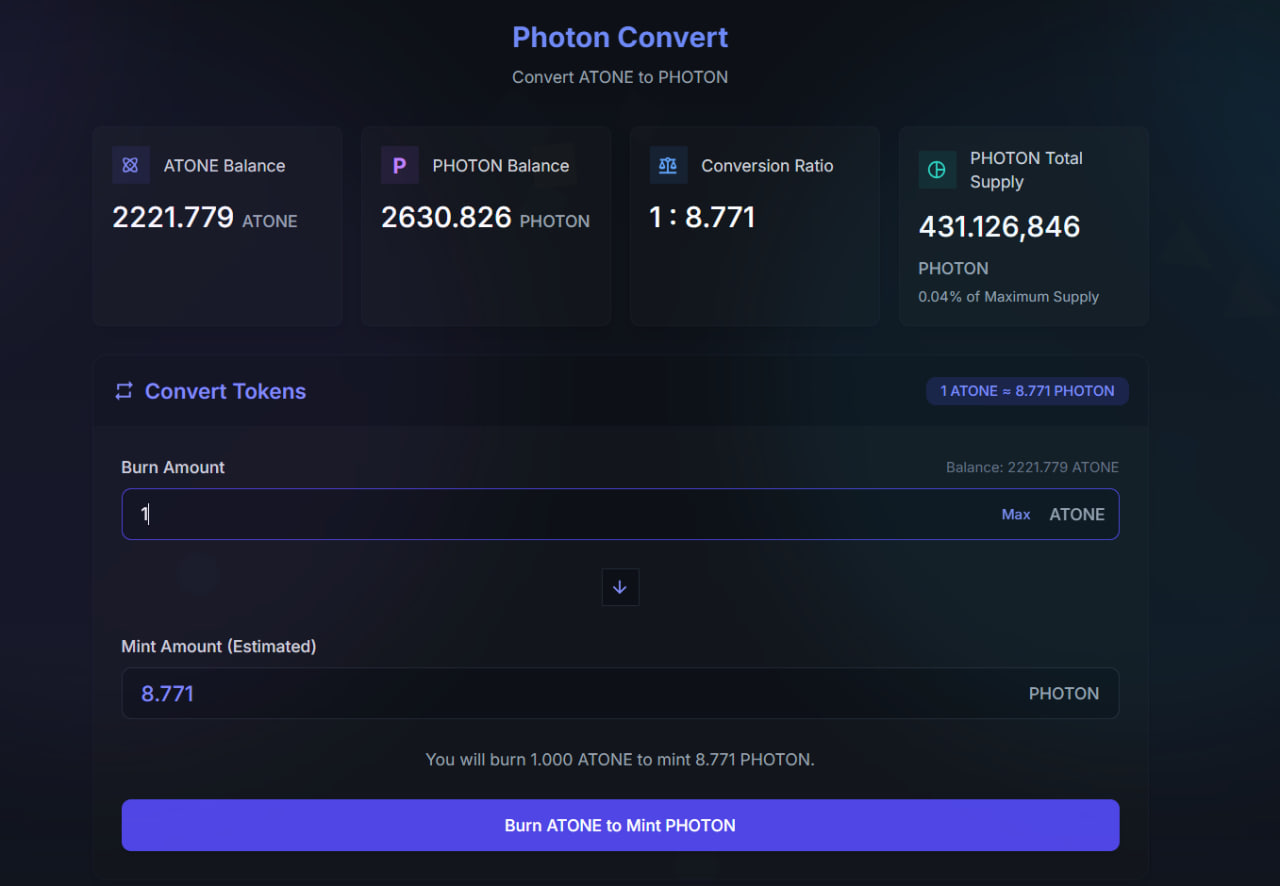 Photon Convert
Convert ATONE to PHOTON
ATONE Balance
2221.779 ATONE
P
PHOTON Balance
2630.826 PHOTON
Conversion Ratio
1 : 8.771
PHOTON Total
Supply
431.126,846
PHOTON
0.04% of Maximum Supply
Convert Tokens
1 ATONE ≈ 8.771 PHOTON
Burn Amount
Balance: 2221.779 ATONE
1
Max ATONE
Mint Amount (Estimated)
8.771
PHOTON
You will burn 1.000 ATONE to mint 8.771 PHOTON.
Burn ATONE to Mint PHOTON